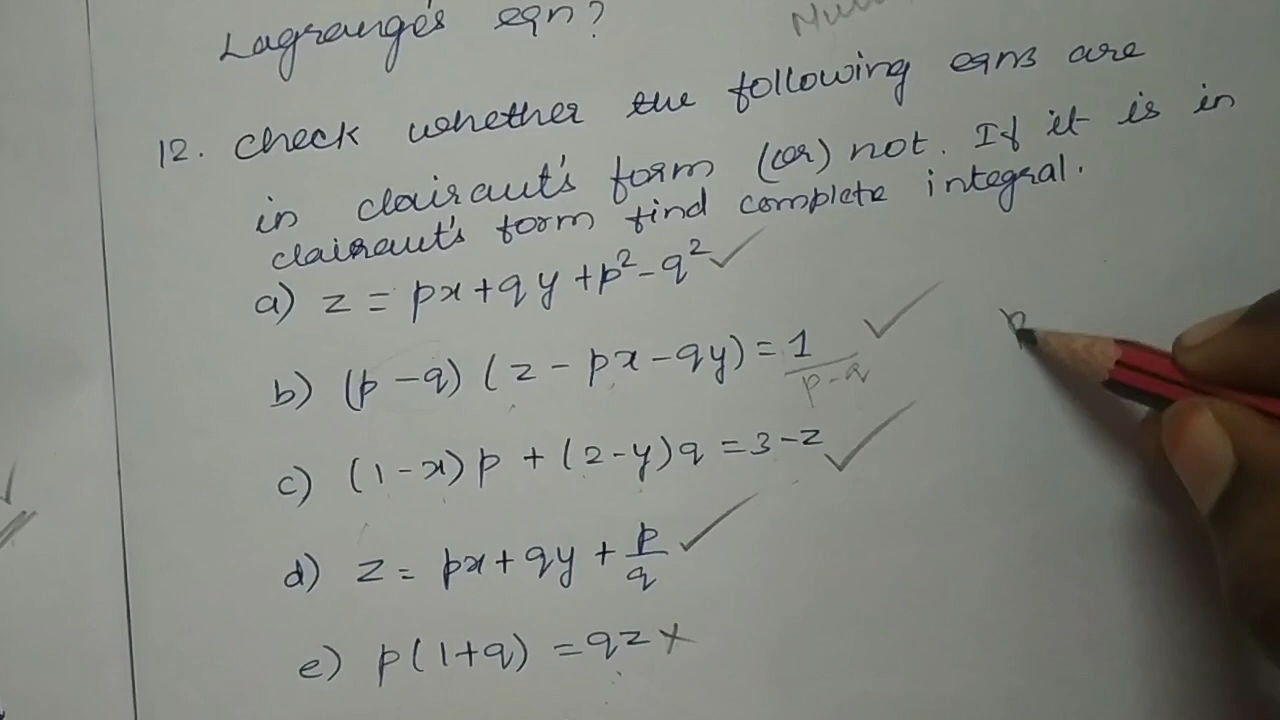 Lagrange's eqn?
12. Check whether the following eqns are
in clairaut's form (or) not. If it is in
clairaut's form find complete integral.
a) z = px + qy + p² - q² ✓
b) (p - q) (z - px - qy) = 1 ✓
p - q
c) (1 - x) p + (2 - y) q = 3 - z ✓
d) z = px + qy + p/q ✓
e) p(1 + q) = qz ×
p